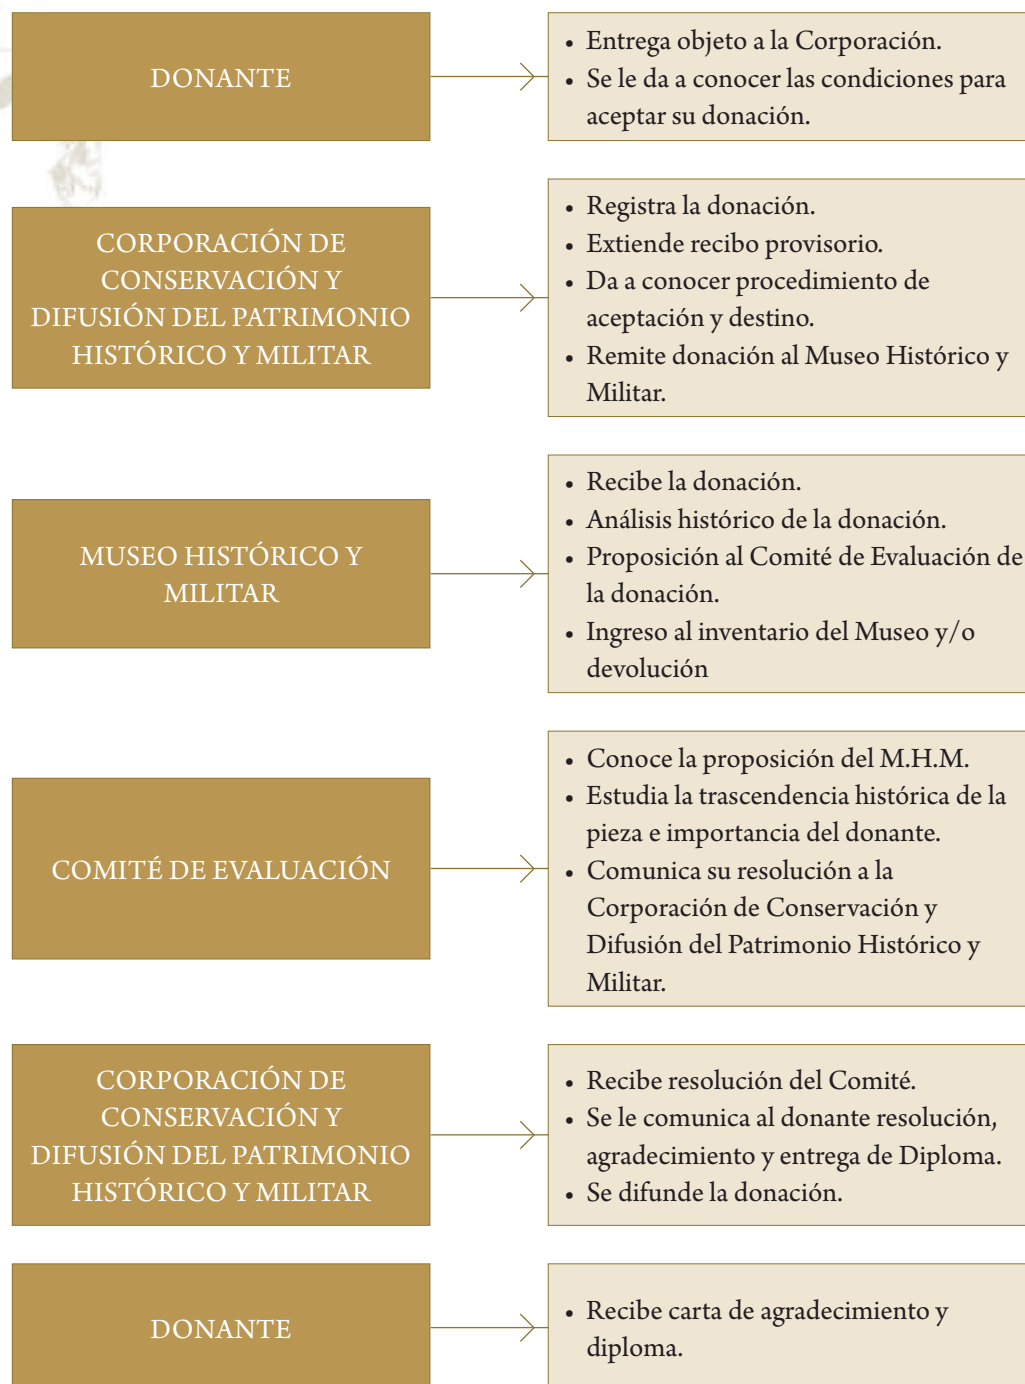 DONANTE
• Entrega objeto a la Corporación.
• Se le da a conocer las condiciones para
aceptar su donación.
CORPORACIÓN DE
CONSERVACIÓN Y
DIFUSIÓN DEL PATRIMONIO
HISTÓRICO Y MILITAR
• Registra la donación.
• Extiende recibo provisorio.
• Da a conocer procedimiento de
aceptación y destino.
• Remite donación al Museo Histórico y
Militar.
MUSEO HISTÓRICO Y
MILITAR
• Recibe la donación.
• Análisis histórico de la donación.
• Proposición al Comité de Evaluación de
la donación.
• Ingreso al inventario del Museo y/o
devolución
COMITÉ DE EVALUACIÓN
• Conoce la proposición del M.H.M.
• Estudia la trascendencia histórica de la
pieza e importancia del donante.
• Comunica su resolución a la
Corporación de Conservación y
Difusión del Patrimonio Histórico y
Militar.
CORPORACIÓN DE
CONSERVACIÓN Y
DIFUSIÓN DEL PATRIMONIO
HISTÓRICO Y MILITAR
• Recibe resolución del Comité.
• Se le comunica al donante resolución,
agradecimiento y entrega de Diploma.
• Se difunde la donación.
DONANTE
• Recibe carta de agradecimiento y
diploma.